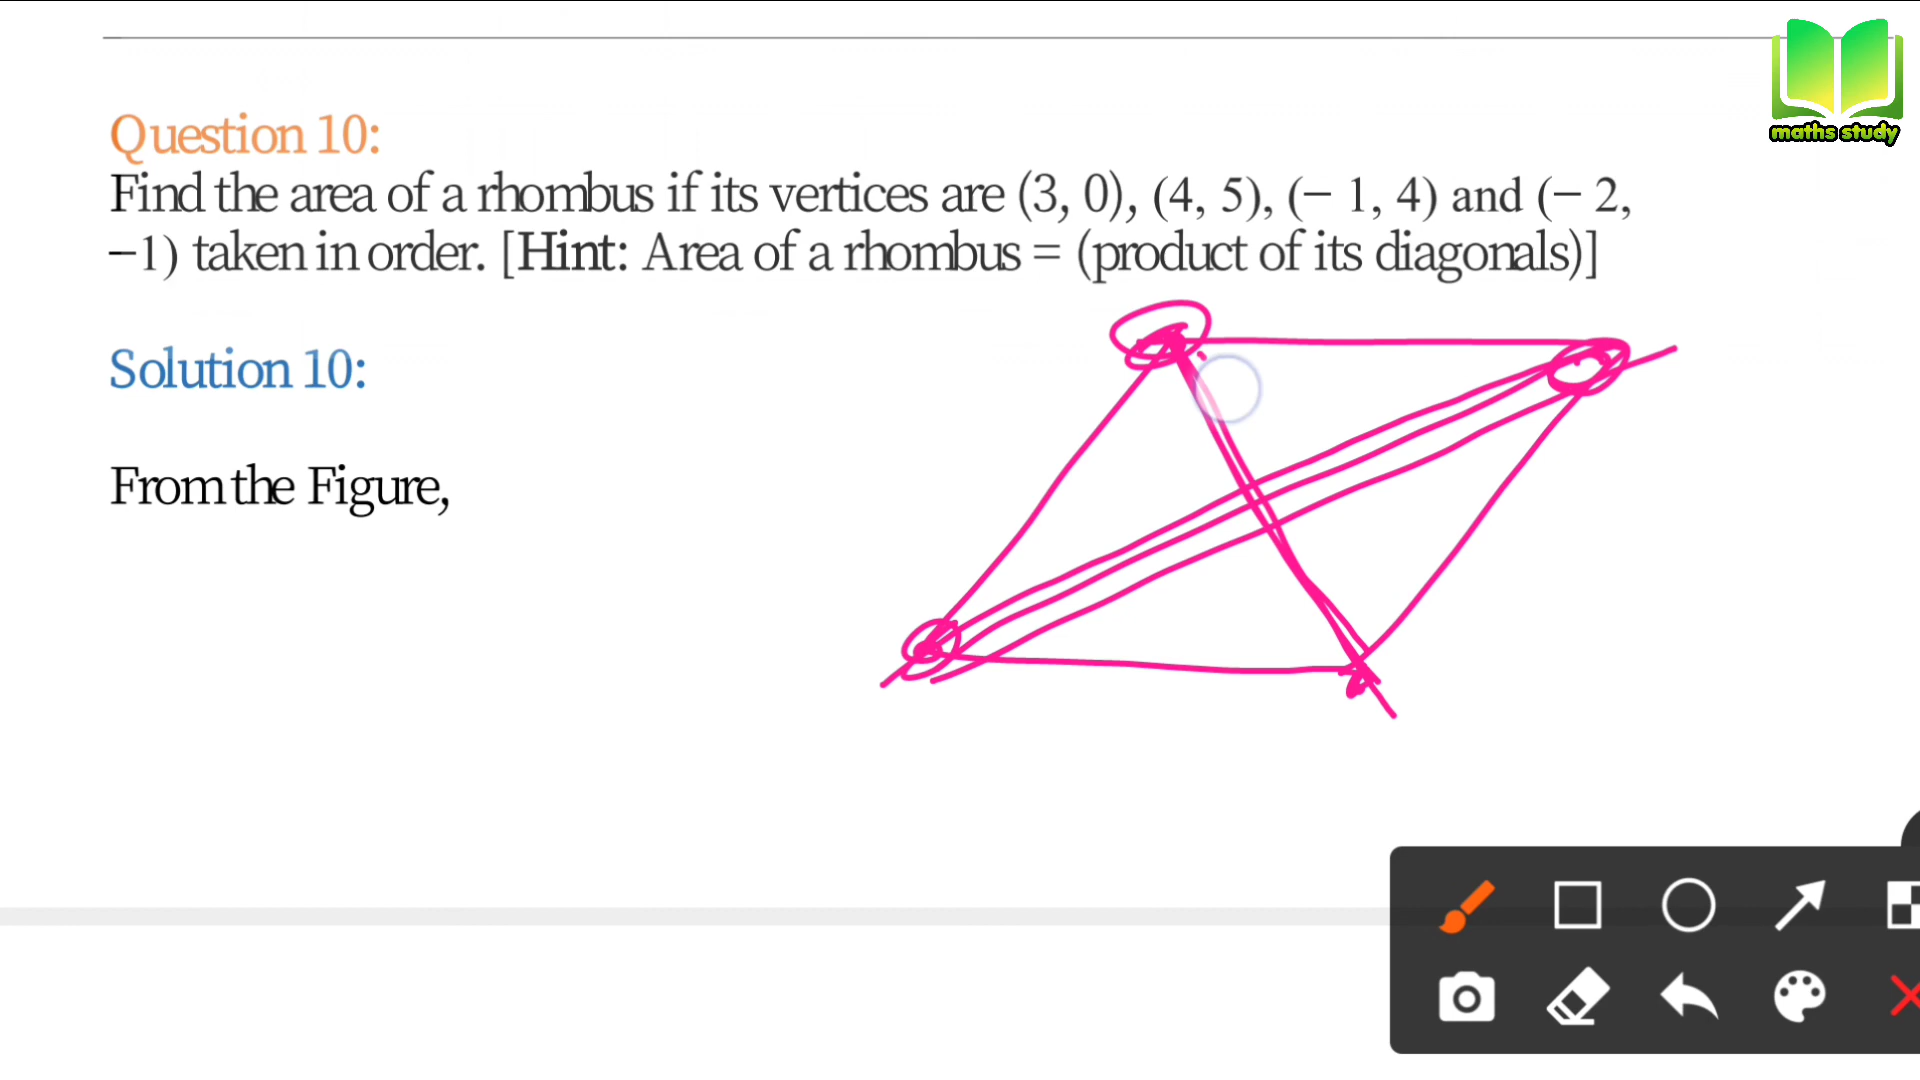 maths study
Question 10:
Find the area of a rhombus if its vertices are (3, 0), (4, 5), (− 1, 4) and (− 2,
−1) taken in order. [Hint: Area of a rhombus = (product of its diagonals)]
Solution 10:
From the Figure,